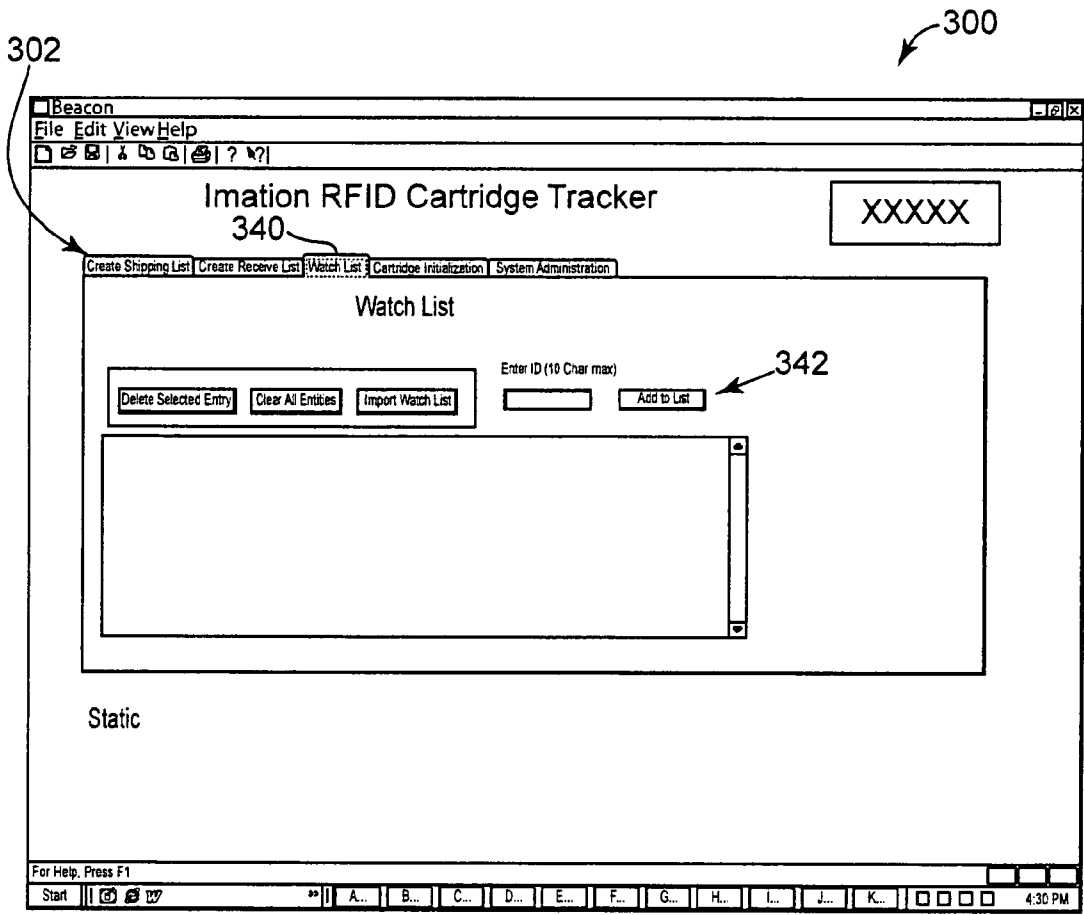 300
302
Beacon
File Edit View Help
? ?
Imation RFID Cartridge Tracker
XXXXX
340
Create Shipping List Create Receive List Watch List Cartridge Initialization System Administration
Watch List
Enter ID (10 Char max)
342
Delete Selected Entry Clear All Entities Import Watch List Add to List
Static
For Help, Press F1
Start W » A... B... C... D... E... F... G... H... I... J... K... 4:30 PM